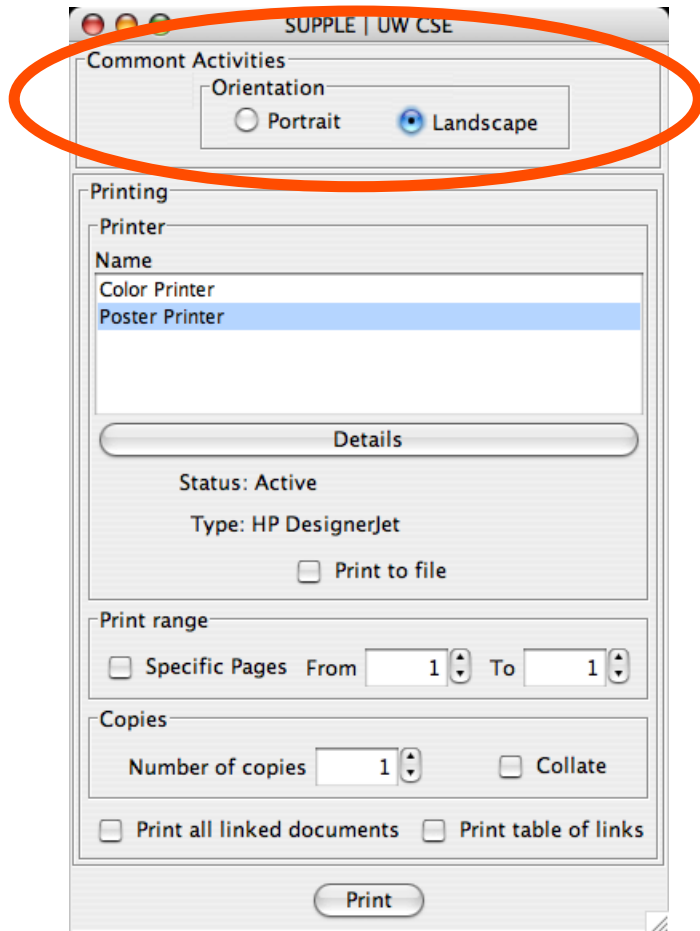 SUPPLE | UW CSE
Commont Activities
Orientation
Portrait Landscape
Printing
Printer
Name
Color Printer
Poster Printer
Details
Status: Active
Type: HP DesignerJet
Print to file
Print range
Specific Pages From 1 To 1
Copies
Number of copies 1 Collate
Print all linked documents Print table of links
Print